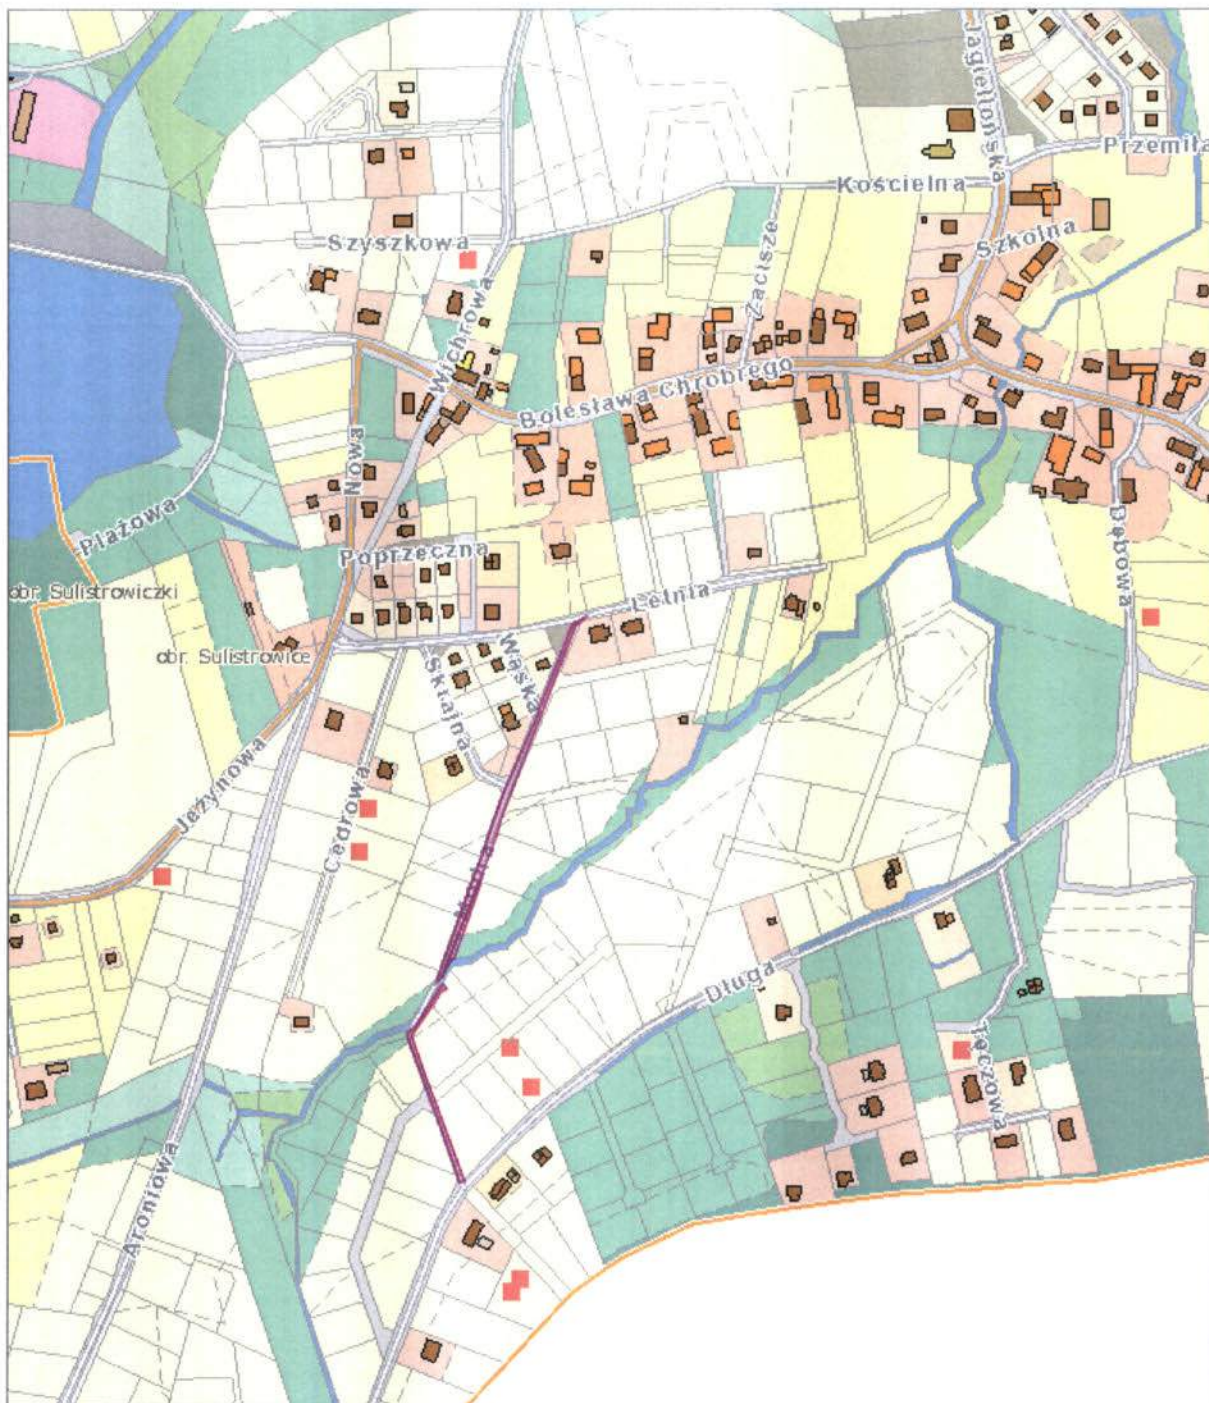 Jagiellońska
Przemiła
Kościelna
Szkolna
Szyszkowa
Zacisze
Wichrowa
Bolesława Chrobrego
Nowa
Plażowa
Poprzeczna
Dębowa
obr. Sulistrowiczki
Letnia
obr. Sulistrowice
Wąska
Skrajna
Jeżynowa
Cedrowa
Długa
Tęczowa
Aroniowa